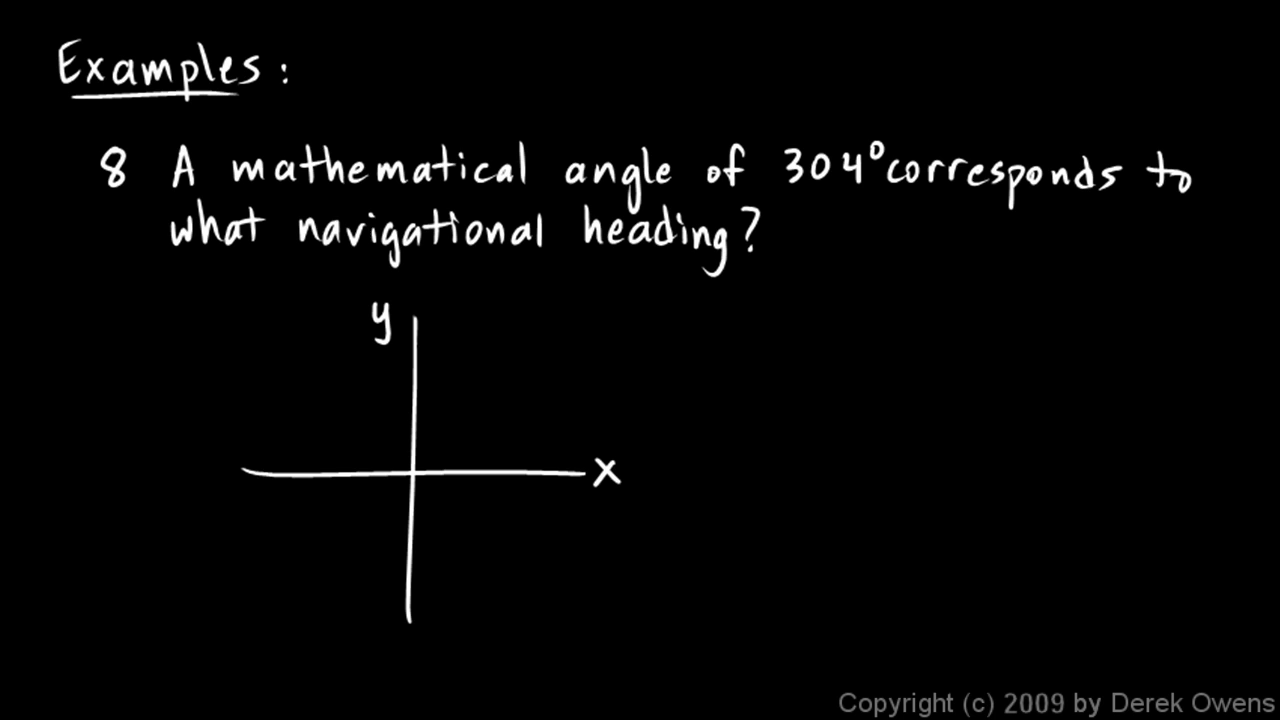 Examples:
8 A mathematical angle of 304° corresponds to
what navigational heading?
y
x
Copyright (c) 2009 by Derek Owens